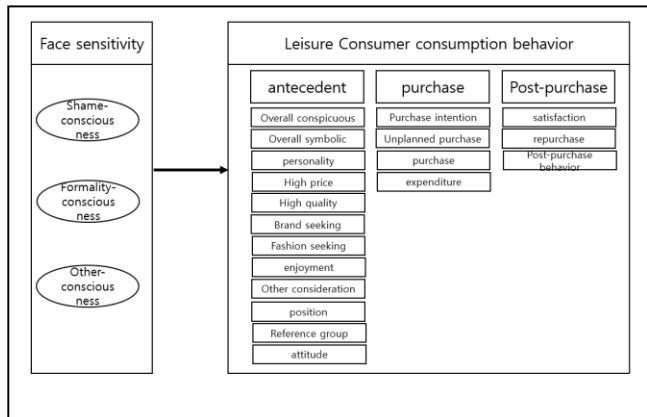 Face sensitivity
Shame-
conscious
ness
Formality-
conscious
ness
Other-
conscious
ness
Leisure Consumer consumption behavior
antecedent
Overall conspicuous
Overall symbolic
personality
High price
High quality
Brand seeking
Fashion seeking
enjoyment
Other consideration
position
Reference group
attitude
purchase
Purchase intention
Unplanned purchase
purchase
expenditure
Post-purchase
satisfaction
repurchase
Post-purchase
behavior